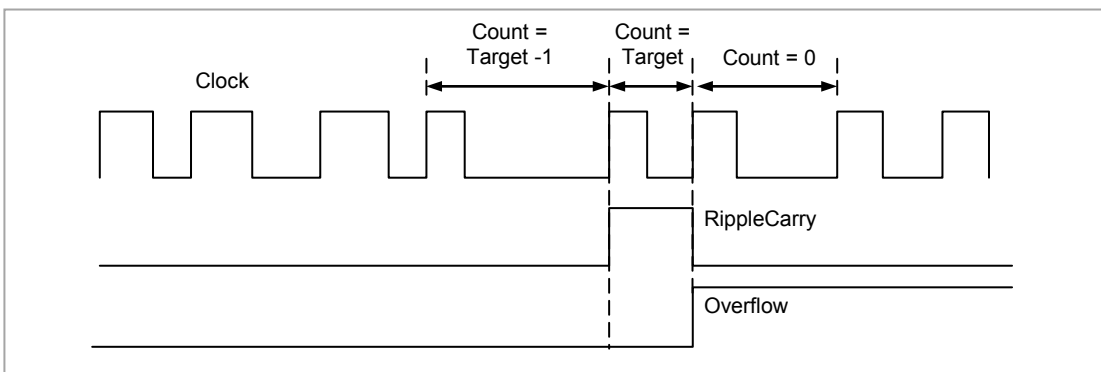 Count =
Target -1
Count =
Target
Count = 0
Clock
RippleCarry
Overflow